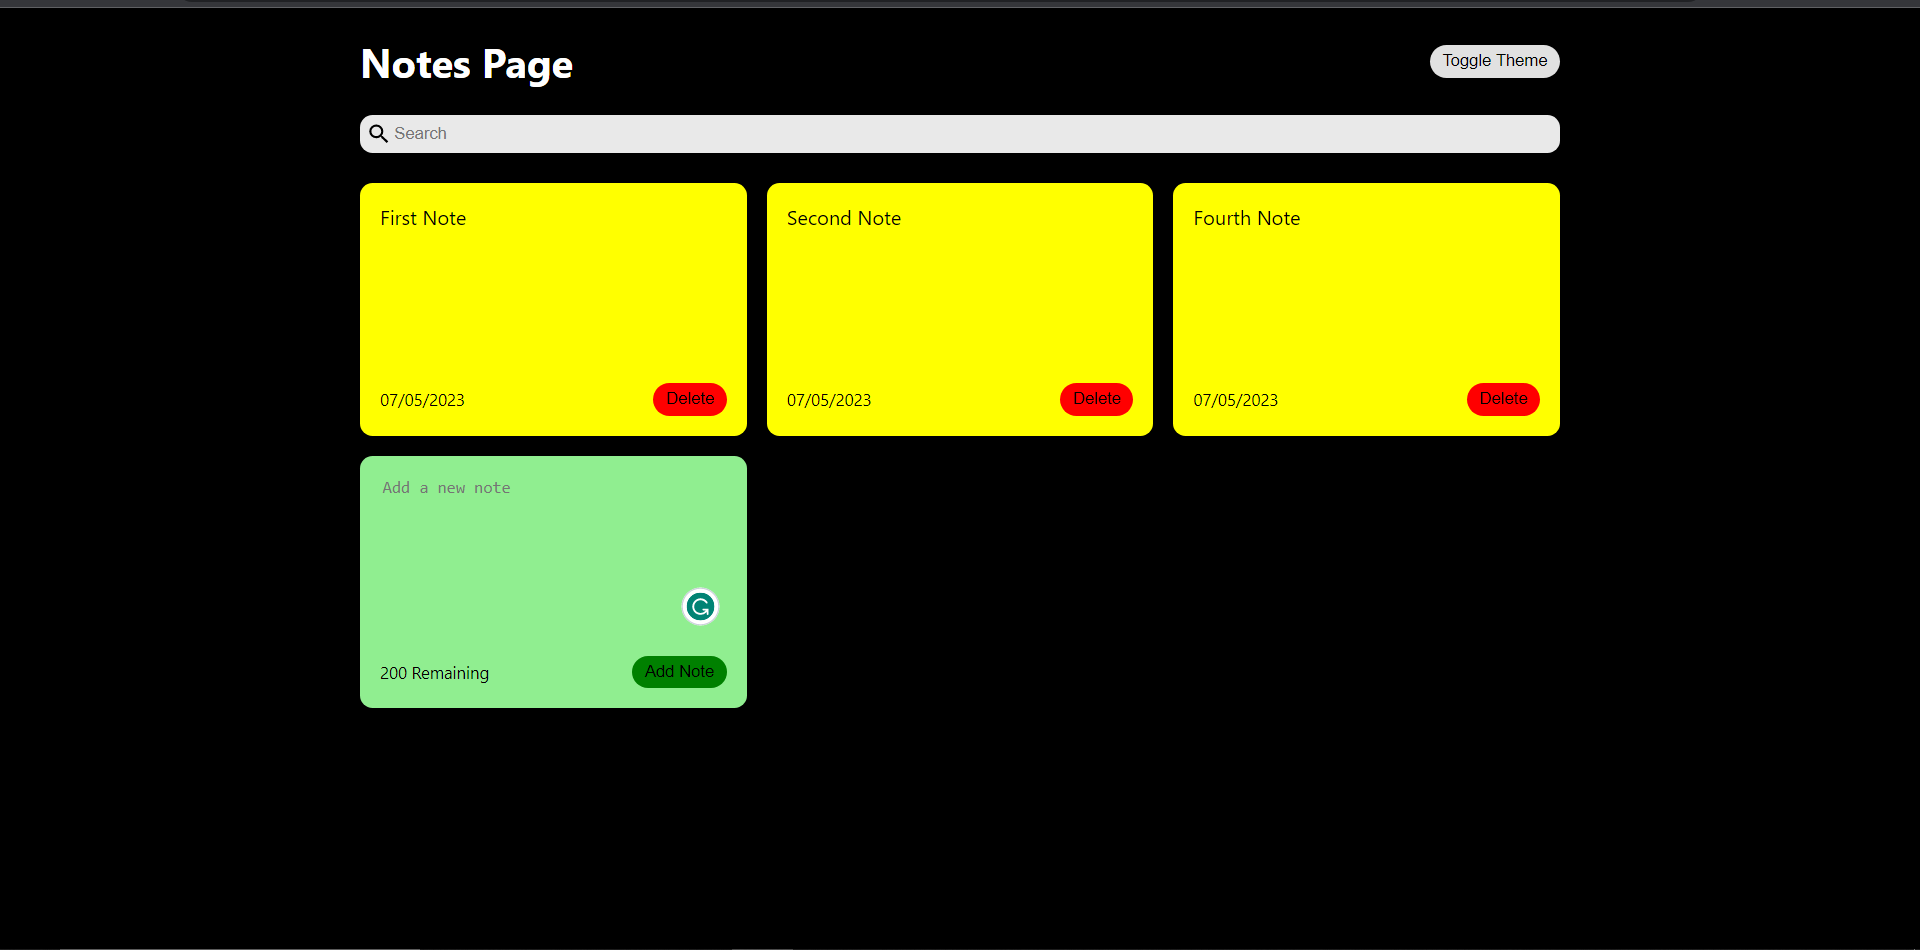 Notes Page
Toggle Theme
Search
First Note
Second Note
Fourth Note
07/05/2023
Delete
07/05/2023
Delete
07/05/2023
Delete
Add a new note
200 Remaining
Add Note